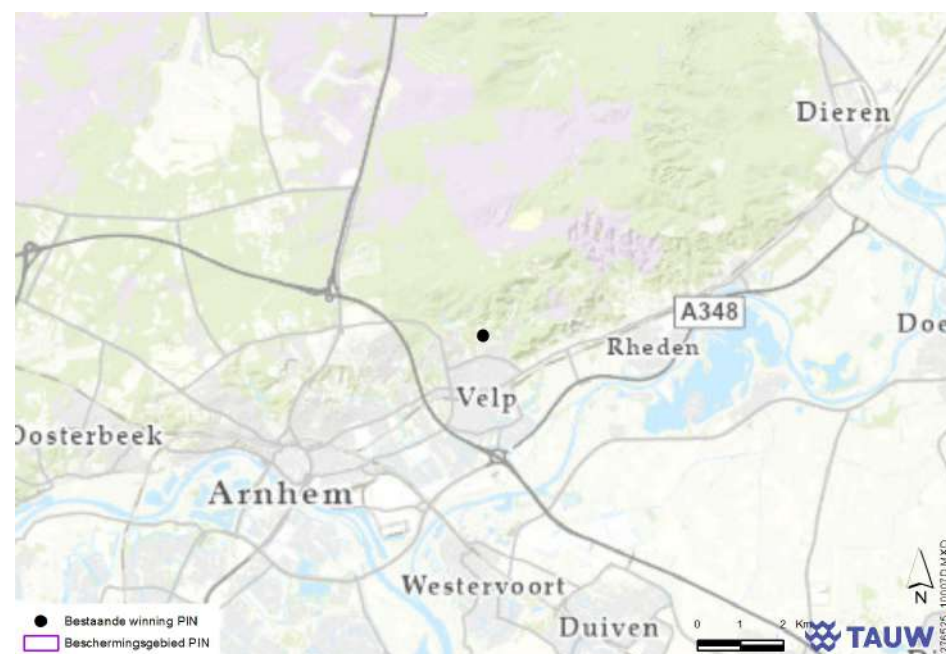 Dieren
A348
Doe
Rheden
Velp
Oosterbeek
Arnhem
Westervoort
Duiven
N
Bestaande winning PIN
Beschermingsgebied PIN
0 1 2 Km
TAUW